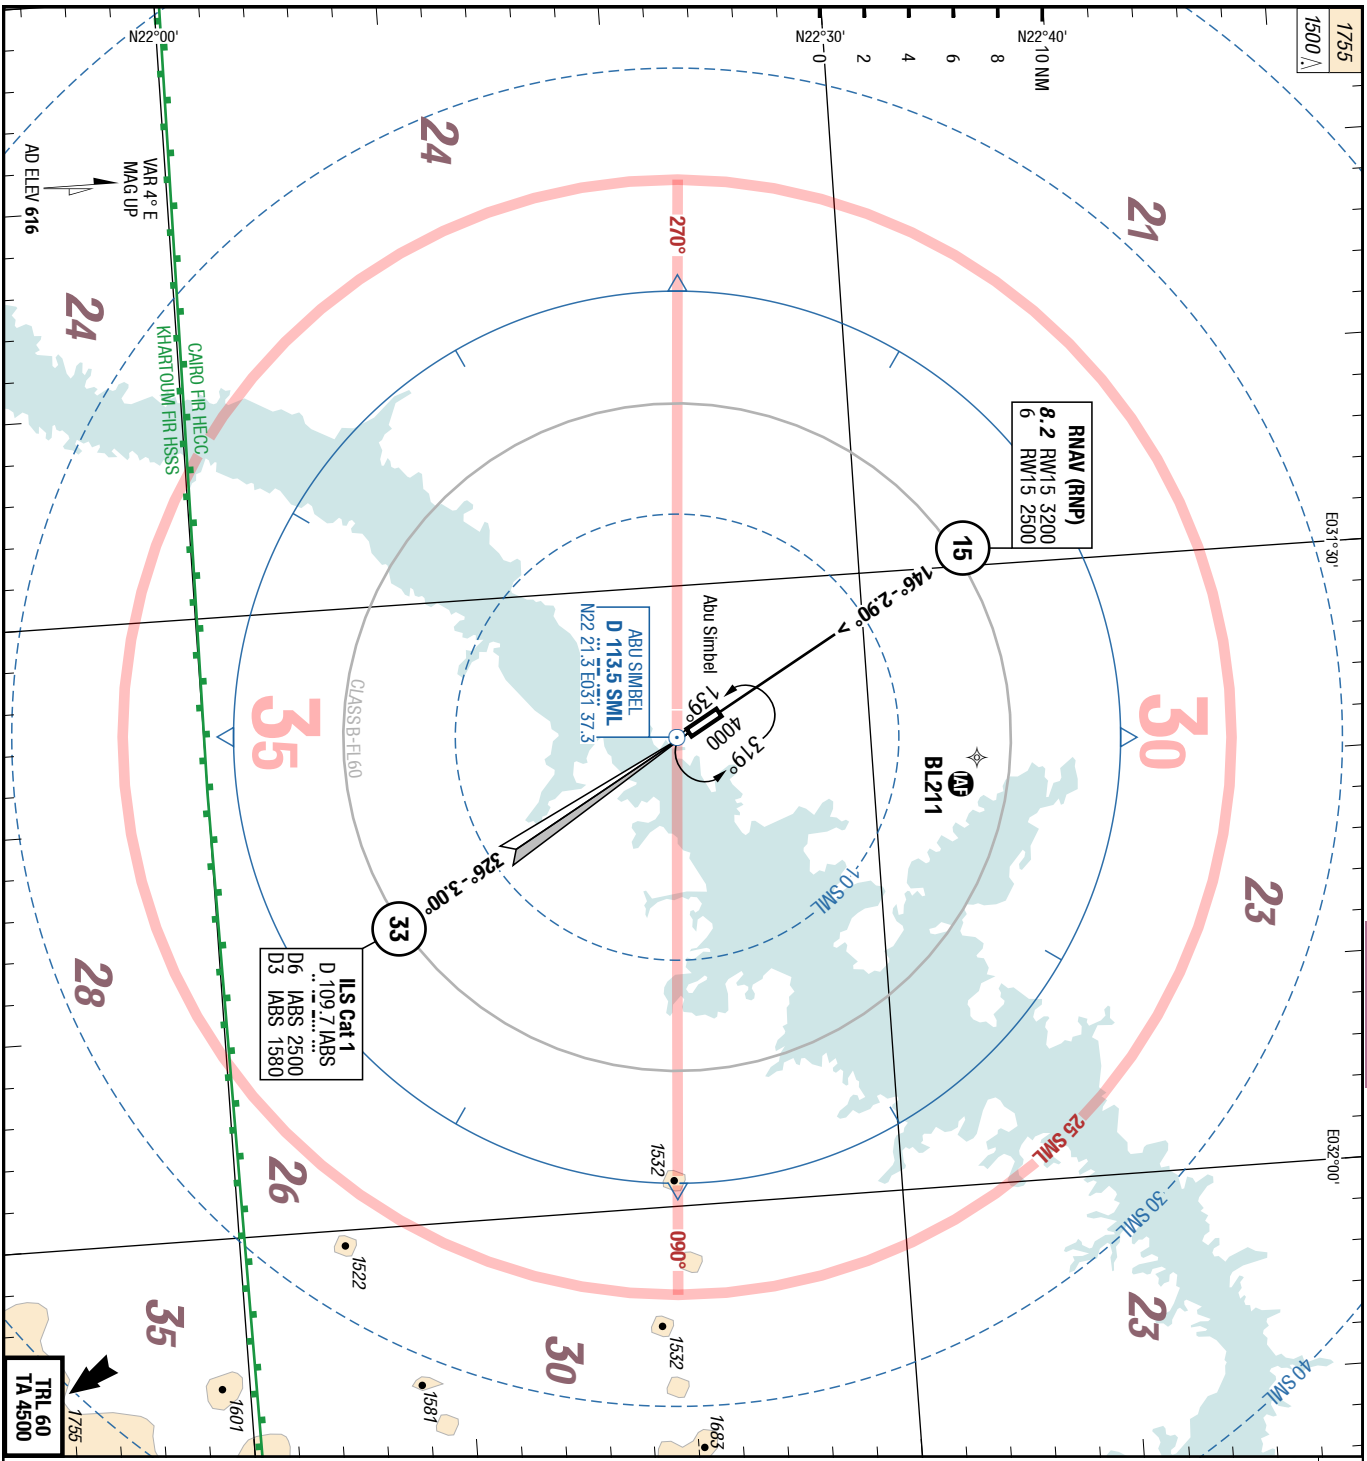 1755
1500
N22°00'
N22°30'
N22°40'
0
2
4
6
8
10 NM
24
21
VAR 4° E
MAG UP
AD ELEV 616
270°
24
CAIRO FIR HECC
KHARTOUM FIR HSSS
RNAV (RNP)
8.2 RW15 3200
6 RW15 2500
E031°30'
15
146°-2.90°
Abu Simbel
ABU SIMBEL
D 113.5 SML
N22 21.3 E031 37.3
139°
4000
319°
CLASS B-FL60
35
30
IAF
BL211
10 SML
23
326°-3.00°
33
ILS Cat 1
D 109.7 IABS
D6 IABS 2500
D3 IABS 1580
28
25 SML
E032°00'
1532
26
30 SML
090°
1522
35
1532
30
23
40 SML
1601
1581
1683
1755
TRL 60
TA 4500